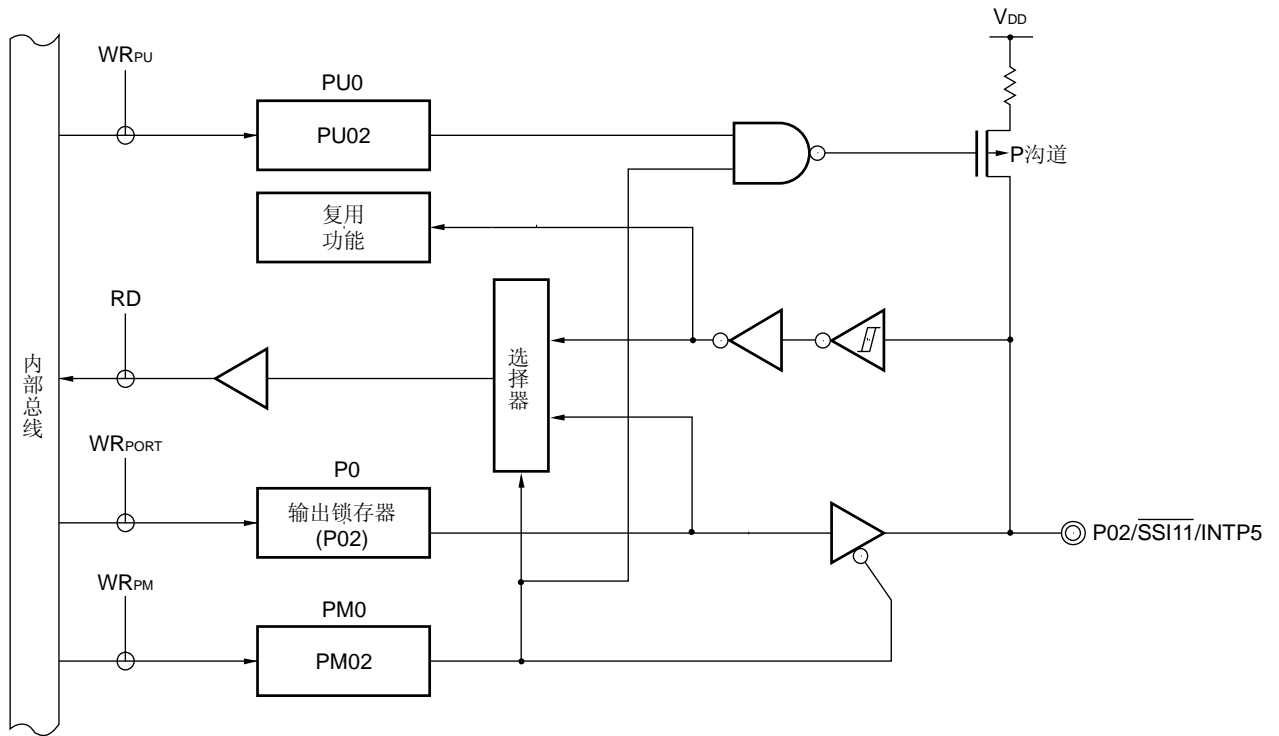 VDD
WRPU
PU0
PU02
P沟道
复用
功能
RD
选择器
内部总线
WRPORT
P0
输出锁存器
(P02)
P02/SSI11/INTP5
WRPM
PM0
PM02